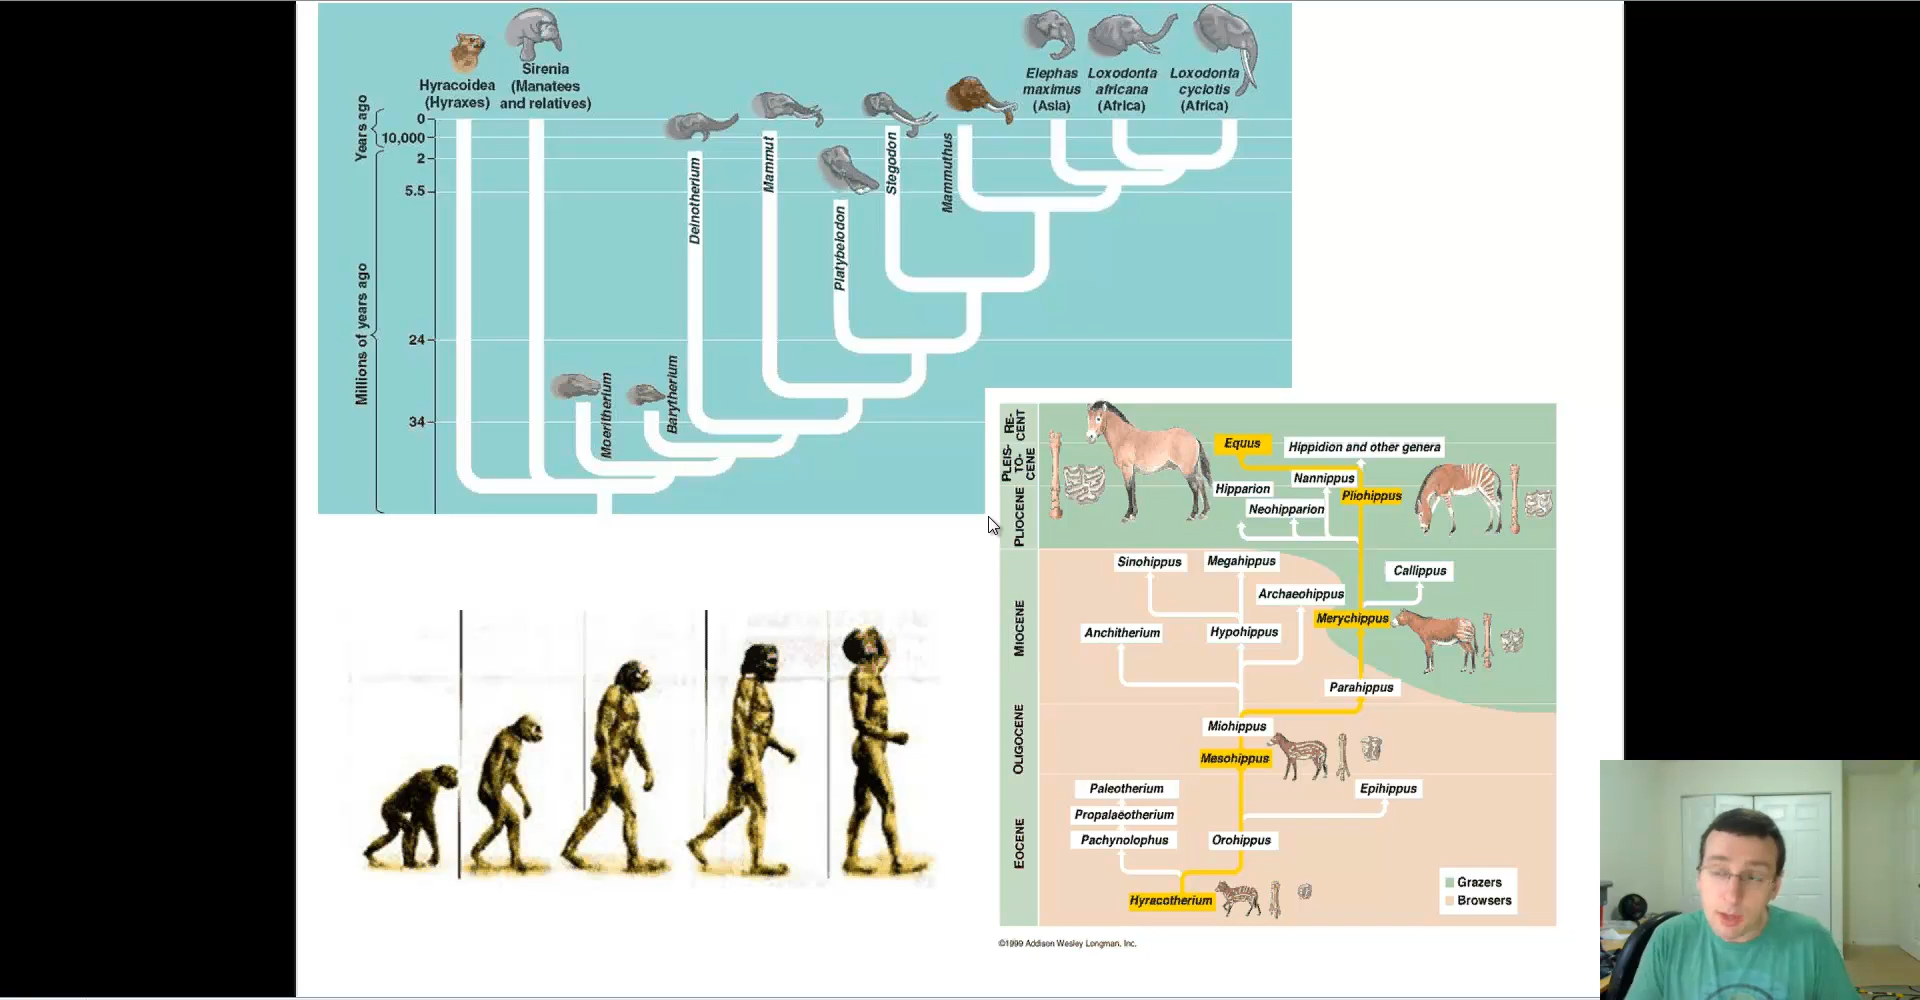 Hyracoidea
(Hyraxes)
Sirenia
(Manatees
and relatives)
Elephas
maximus
(Asia)
Loxodonta
africana
(Africa)
Loxodonta
cyclotis
(Africa)
Years ago
Millions of years ago
0
10,000
2
5.5
24
34
Moeritherium
Barytherium
Deinotherium
Mammut
Platybelodon
Stegodon
Mammuthus
RE-
CENT
PLEIS-
TO-
CENE
PLIOCENE
MIOCENE
OLIGOCENE
EOCENE
Equus
Hippidion and other genera
Nannippus
Hipparion
Pliohippus
Neohipparion
Sinohippus
Megahippus
Callippus
Archaeohippus
Merychippus
Anchitherium
Hypohippus
Parahippus
Miohippus
Mesohippus
Paleotherium
Epihippus
Propalaeotherium
Pachynolophus
Orohippus
Hyracotherium
Grazers
Browsers
©1999 Addison Wesley Longman, Inc.